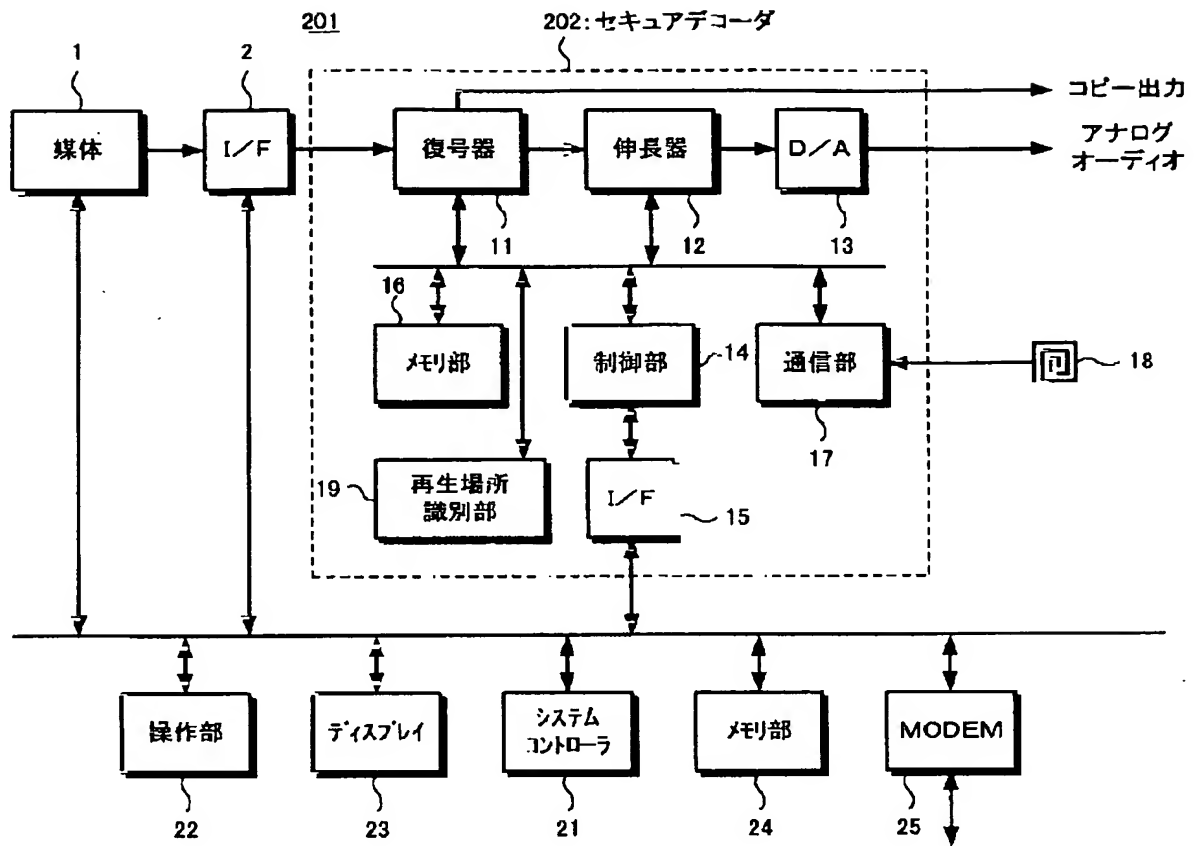 201
202:セキュアデコーダ
1
2
コピー出力
媒体
I/F
復号器
伸長器
D/A
アナログ
オーディオ
11
12
13
16
メモリ部
制御部
14
通信部
18
17
19
再生場所
識別部
I/F
15
操作部
ディスプレイ
システム
コントローラ
メモリ部
MODEM
22
23
21
24
25